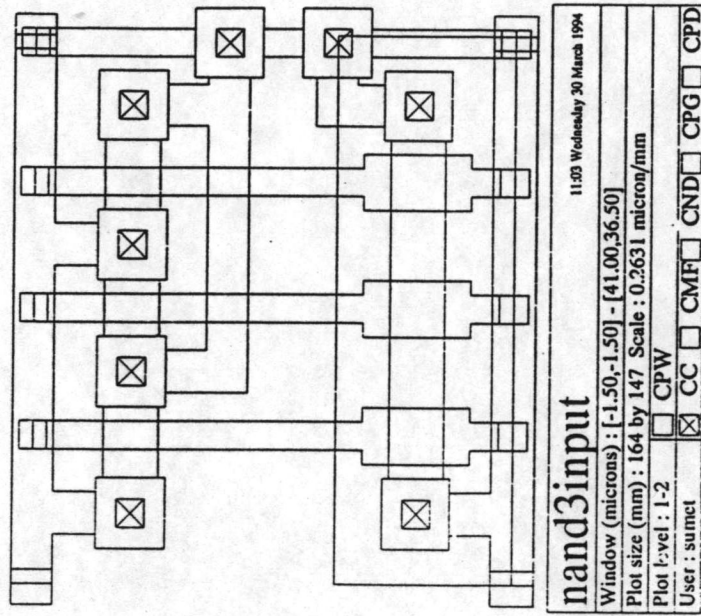 nand3input 11:03 Wednesday 30 March 1994
Window (microns) : [-1.50,-1.50] - [41.00,36.50]
Plot size (mm) : 164 by 147 Scale : 0.2631 micron/mm
Plot level : 1-2 CPW
User : sumet CC CMF CND CPG CPD